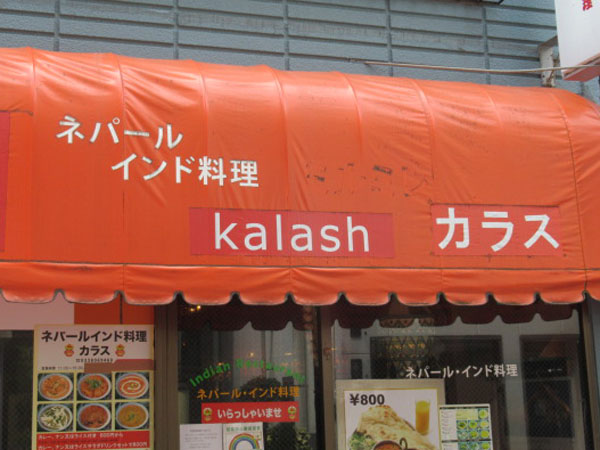 ネパール
インド料理
kalash
カラス
ネパールインド料理
カラス
Indian Restaurant
ネパール・インド料理
いらっしゃいませ
ネパール・インド料理
¥800